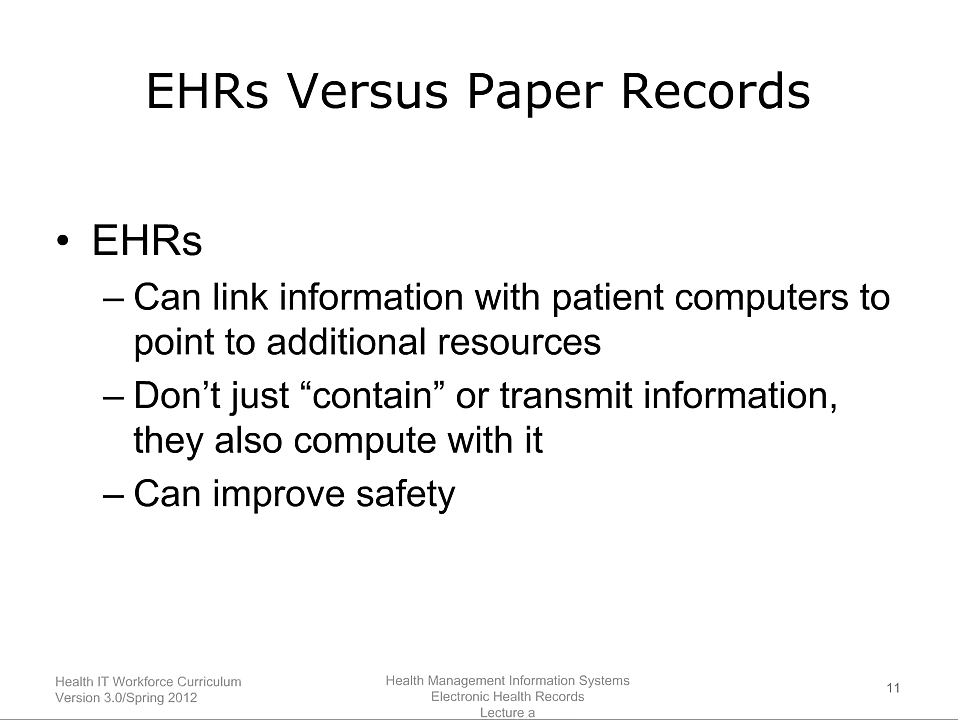 EHRs Versus Paper Records
• EHRs
– Can link information with patient computers to
point to additional resources
– Don’t just “contain” or transmit information,
they also compute with it
– Can improve safety
Health IT Workforce Curriculum
Version 3.0/Spring 2012
Health Management Information Systems
Electronic Health Records
Lecture a
11